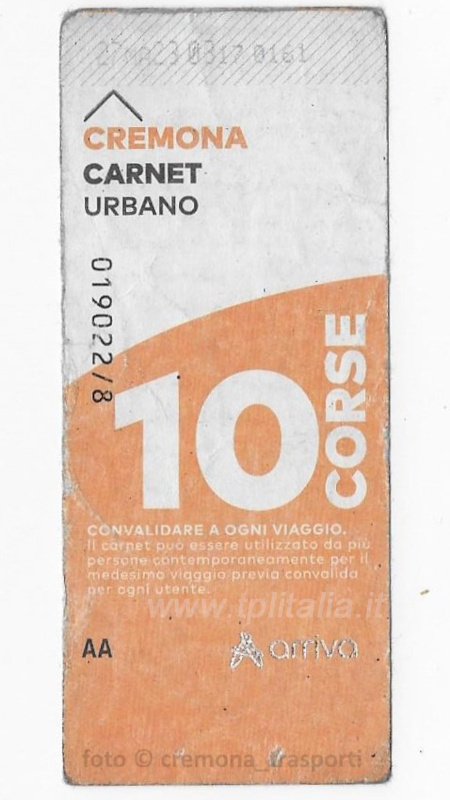 CREMONA
CARNET
URBANO
019022/8
10
CORSE
CONVALIDARE A OGNI VIAGGIO.
Il carnet può essere utilizzato da più
persone contemporaneamente per il
medesimo viaggio previa convalida
per ogni utente.
www.tplitalia.it
AA
arriva
foto © cremona_trasporti